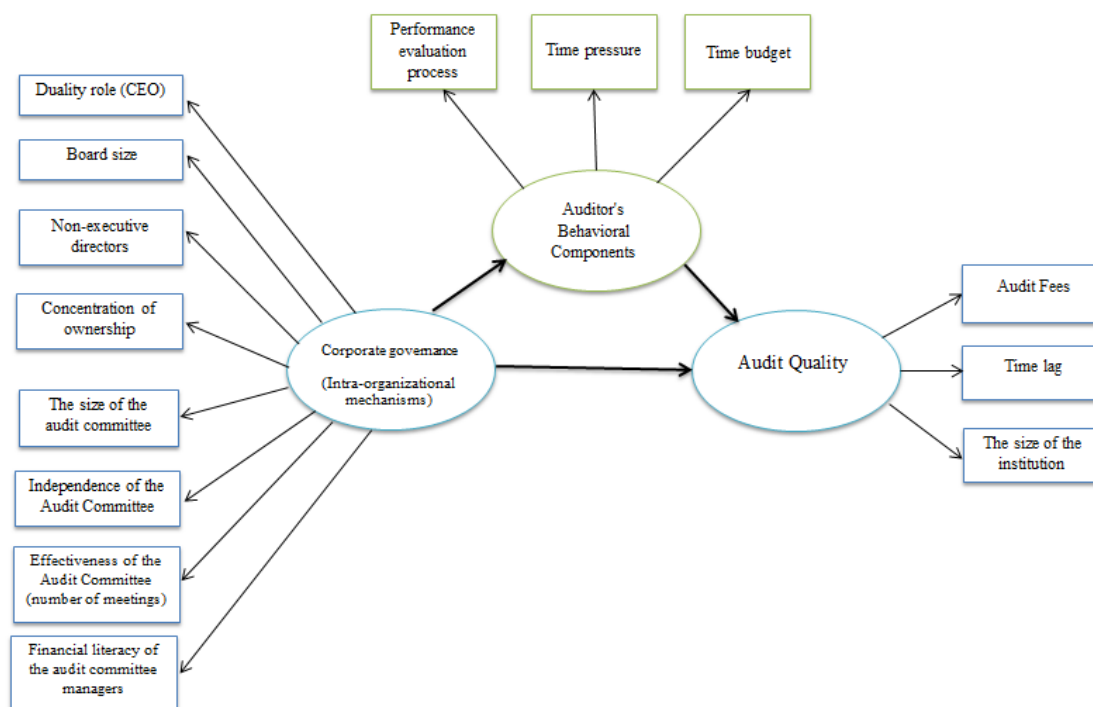 Performance
evaluation
process
Time pressure
Time budget
Duality role (CEO)
Board size
Non-executive
directors
Concentration of
ownership
The size of the
audit committee
Independence of the
Audit Committee
Effectiveness of the
Audit Committee
(number of meetings)
Financial literacy of
the audit committee
managers
Auditor's
Behavioral
Components
Corporate governance
(Intra-organizational
mechanisms)
Audit Quality
Audit Fees
Time lag
The size of the
institution